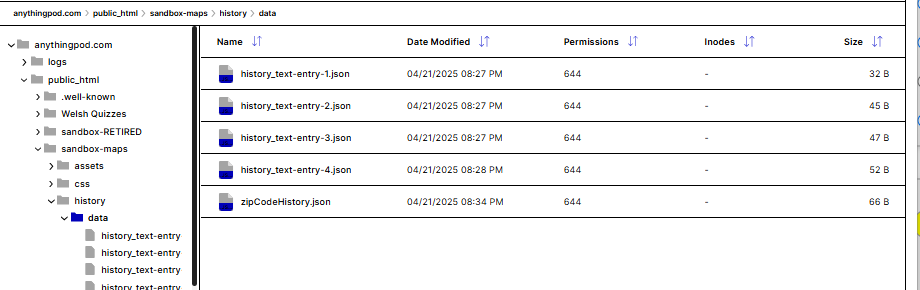 anythingpod.com > public_html > sandbox-maps > history > data
Name Date Modified Permissions Inodes Size
anythingpod.com
logs
public_html
.well-known
Welsh Quizzes
sandbox-RETIRED
sandbox-maps
assets
css
history
data
history_text-entry
history_text-entry
history_text-entry
history_text-entry
history_text-entry-1.json 04/21/2025 08:27 PM 644 - 32 B
history_text-entry-2.json 04/21/2025 08:27 PM 644 - 45 B
history_text-entry-3.json 04/21/2025 08:27 PM 644 - 47 B
history_text-entry-4.json 04/21/2025 08:28 PM 644 - 52 B
zipCodeHistory.json 04/21/2025 08:34 PM 644 - 66 B